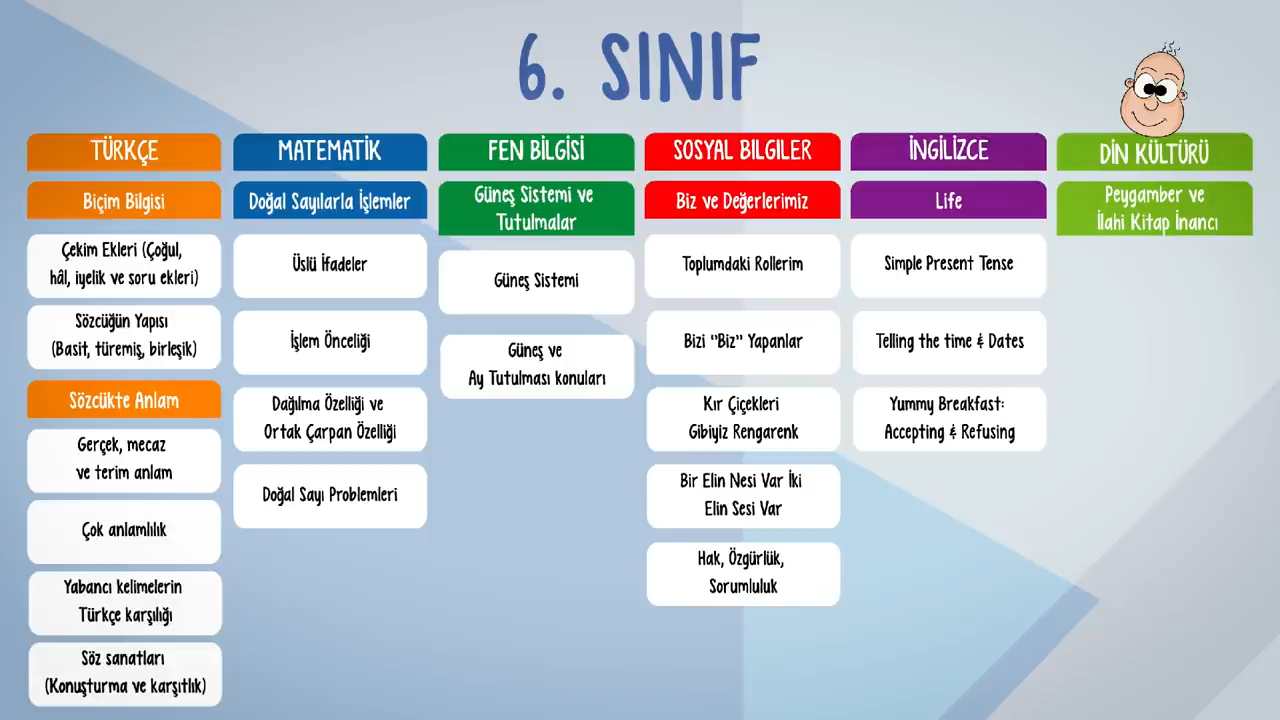 6. SINIF
TÜRKÇE
Biçim Bilgisi
Çekim Ekleri (Çoğul,
hâl, iyelik ve soru ekleri)
Sözcüğün Yapısı
(Basit, türemiş, birleşik)
Sözcükte Anlam
Gerçek, mecaz
ve terim anlam
Çok anlamlılık
Yabancı kelimelerin
Türkçe karşılığı
Söz sanatları
(Konuşturma ve karşıtlık)
MATEMATİK
Doğal Sayılarla İşlemler
Üslü İfadeler
İşlem Önceliği
Dağılma Özelliği ve
Ortak Çarpan Özelliği
Doğal Sayı Problemleri
FEN BİLGİSİ
Güneş Sistemi ve
Tutulmalar
Güneş Sistemi
Güneş ve
Ay Tutulması konuları
SOSYAL BILGILER
Biz ve Değerlerimiz
Toplumdaki Rollerim
Bizi "Biz" Yapanlar
Kır Çiçekleri
Gibiyiz Rengarenk
Bir Elin Nesi Var İki
Elin Sesi Var
Hak, Özgürlük,
Sorumluluk
İNGİLİZCE
Life
Simple Present Tense
Telling the time & Dates
Yummy Breakfast:
Accepting & Refusing
DİN KÜLTÜRÜ
Peygamber ve
İlahi Kitap İnancı